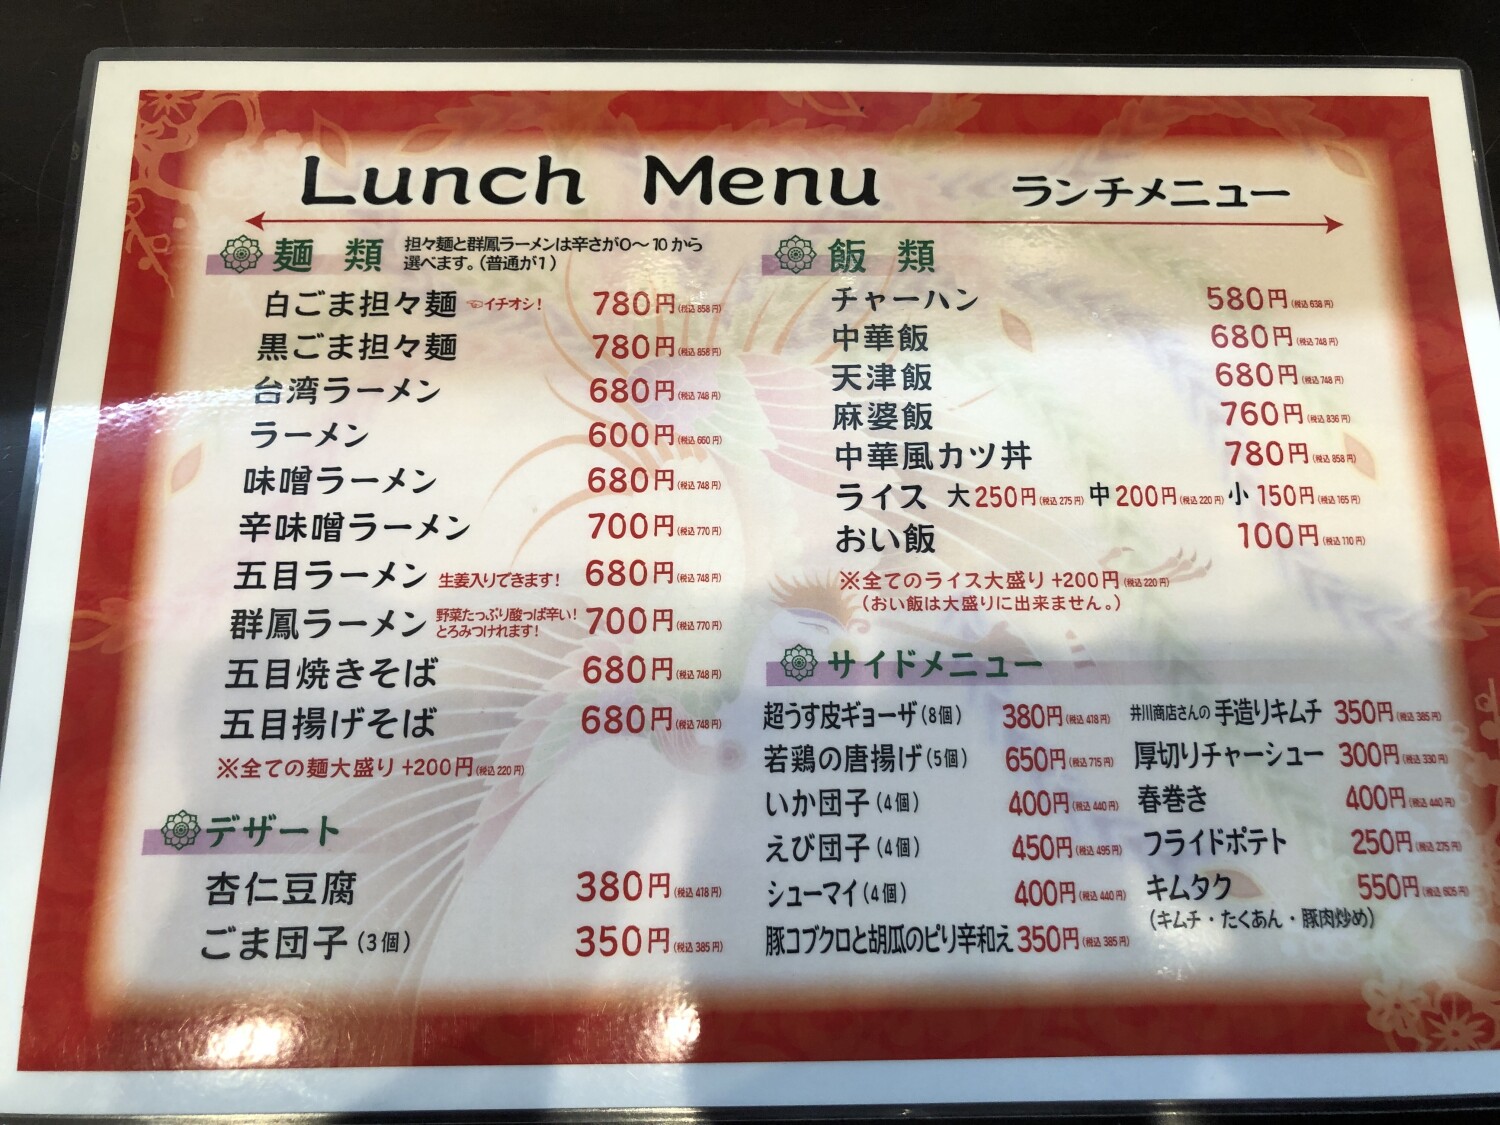 Lunch Menu ランチメニュー
麺類 担々麺と群鳳ラーメンは辛さが0〜10から
選べます。(普通が1)
白ごま担々麺 ☜イチオシ! 780円(税込858円)
黒ごま担々麺 780円(税込858円)
台湾ラーメン 680円(税込748円)
ラーメン 600円(税込660円)
味噌ラーメン 680円(税込748円)
辛味噌ラーメン 700円(税込770円)
五目ラーメン 生姜入りできます! 680円(税込748円)
群鳳ラーメン 野菜たっぷり酸っぱ辛い! 700円(税込770円)
とろみつけれます!
五目焼きそば 680円(税込748円)
五目揚げそば 680円(税込748円)
※全ての麺大盛り+200円(税込220円)
デザート
杏仁豆腐 380円(税込418円)
ごま団子(3個) 350円(税込385円)
飯類
チャーハン 580円(税込638円)
中華飯 680円(税込748円)
天津飯 680円(税込748円)
麻婆飯 760円(税込836円)
中華風カツ丼 780円(税込858円)
ライス 大250円(税込275円) 中200円(税込220円) 小150円(税込165円)
おい飯 100円(税込110円)
※全てのライス大盛り+200円(税込220円)
(おい飯は大盛りに出来ません。)
サイドメニュー
超うす皮ギョーザ(8個) 380円(税込418円)
若鶏の唐揚げ(5個) 650円(税込715円)
いか団子(4個) 400円(税込440円)
えび団子(4個) 450円(税込495円)
シューマイ(4個) 400円(税込440円)
豚コブクロと胡瓜のピリ辛和え 350円(税込385円)
井川商店さんの手造りキムチ 350円(税込385円)
厚切りチャーシュー 300円(税込330円)
春巻き 400円(税込440円)
フライドポテト 250円(税込275円)
キムタク 550円(税込605円)
(キムチ・たくあん・豚肉炒め)